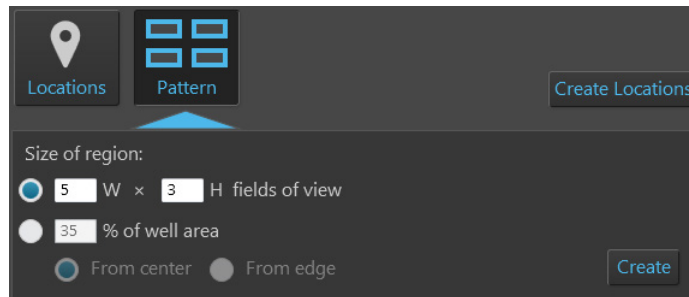 Locations
Pattern
Create Locations
Size of region:
5 W × 3 H fields of view
35 % of well area
From center From edge
Create